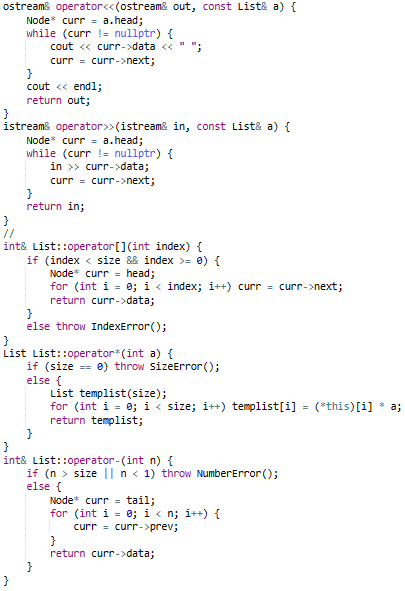 ostream& operator<<(ostream& out, const List& a) {
    Node* curr = a.head;
    while (curr != nullptr) {
        cout << curr->data << " ";
        curr = curr->next;
    }
    cout << endl;
    return out;
}
istream& operator>>(istream& in, const List& a) {
    Node* curr = a.head;
    while (curr != nullptr) {
        in >> curr->data;
        curr = curr->next;
    }
    return in;
}
//
int& List::operator[](int index) {
    if (index < size && index >= 0) {
        Node* curr = head;
        for (int i = 0; i < index; i++) curr = curr->next;
        return curr->data;
    }
    else throw IndexError();
}
List List::operator*(int a) {
    if (size == 0) throw SizeError();
    else {
        List templist(size);
        for (int i = 0; i < size; i++) templist[i] = (*this)[i] * a;
        return templist;
    }
}
int& List::operator-(int n) {
    if (n > size || n < 1) throw NumberError();
    else {
        Node* curr = tail;
        for (int i = 0; i < n; i++) {
            curr = curr->prev;
        }
        return curr->data;
    }
}